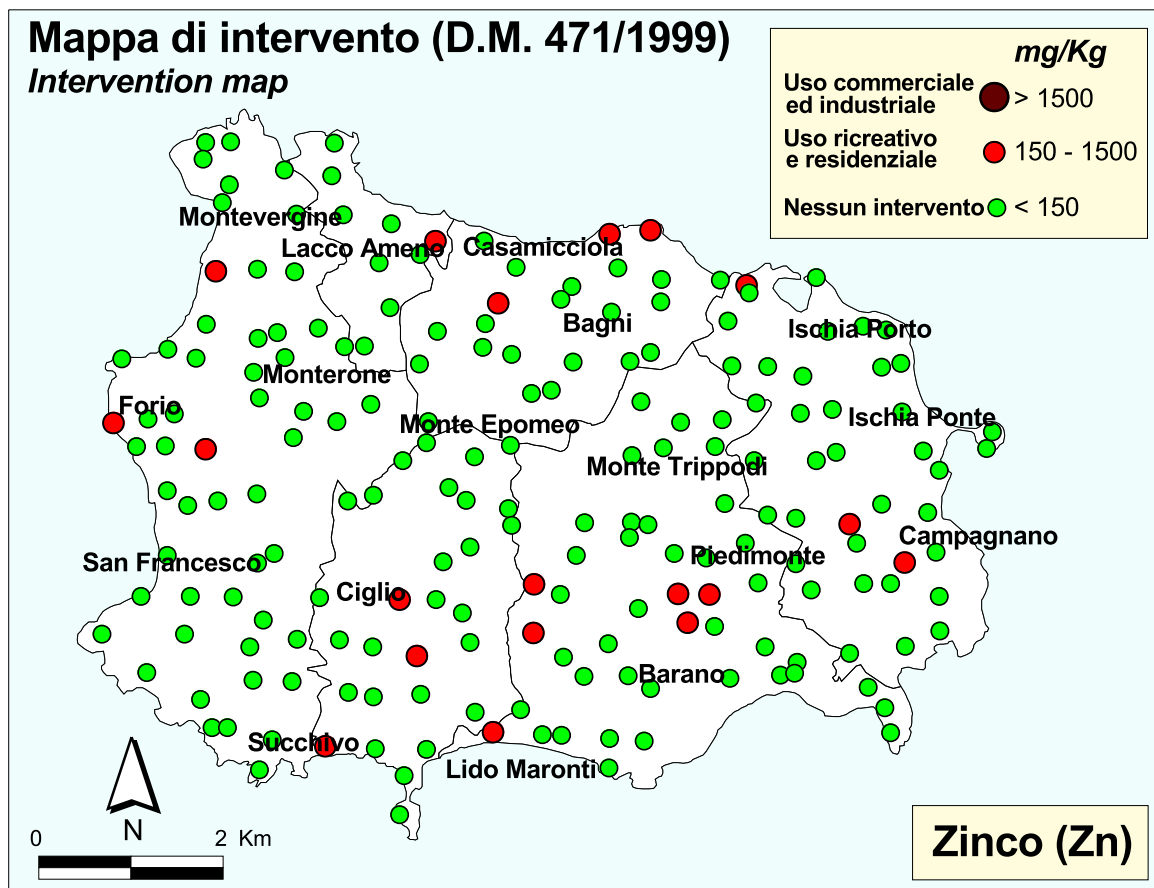 Mappa di intervento (D.M. 471/1999)
Intervention map
mg/Kg
Uso commerciale
ed industriale
> 1500
Uso ricreativo
e residenziale
150 - 1500
Nessun intervento
< 150
Montevergine
Lacco Ameno
Casamicciola
Bagni
Ischia Porto
Monterone
Forio
Monte Epomeo
Ischia Ponte
Monte Trippodi
Campagnano
San Francesco
Piedimonte
Ciglio
Barano
Succhivo
Lido Maronti
N
0
2 Km
Zinco (Zn)